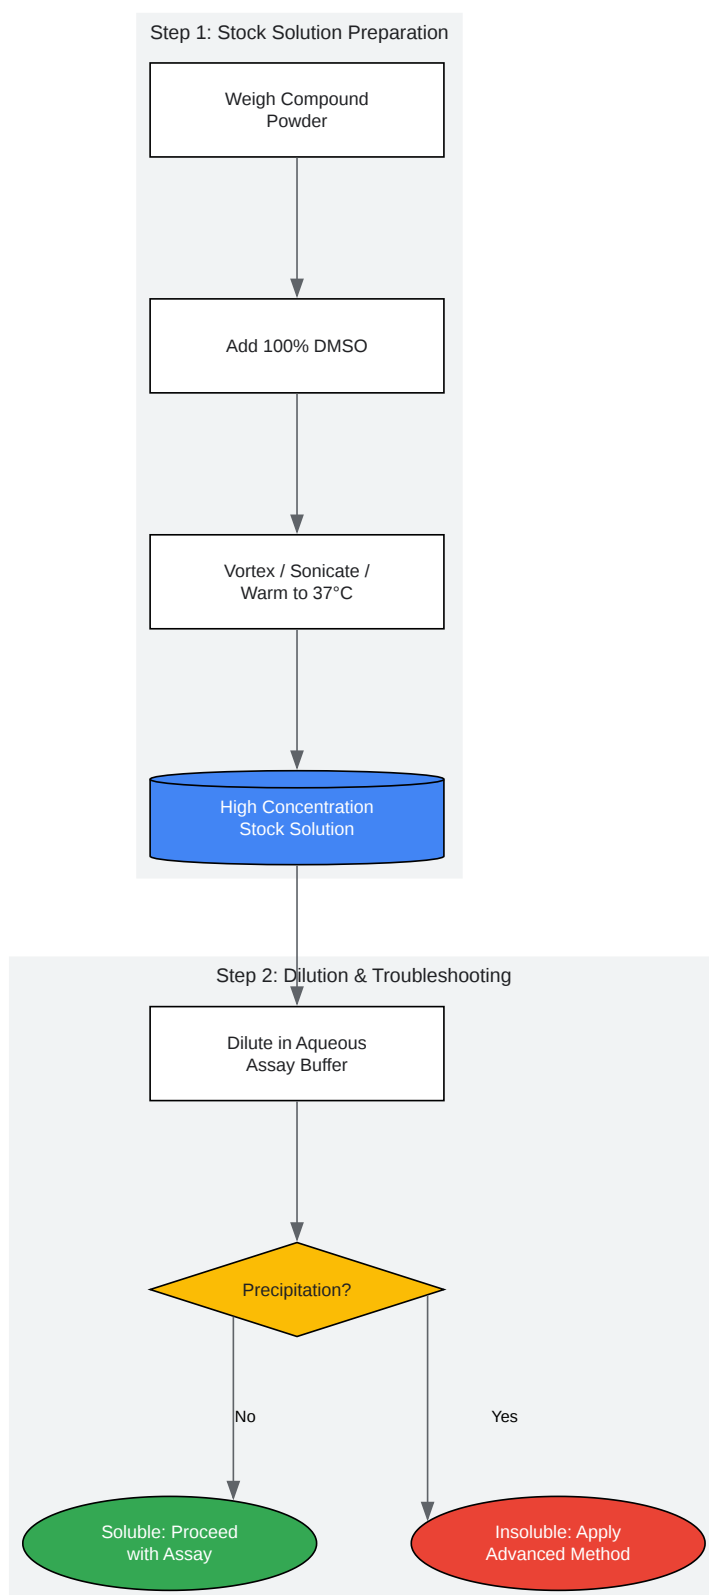 Step 1: Stock Solution Preparation
Weigh Compound
Powder
Add 100% DMSO
Vortex / Sonicate /
Warm to 37°C
High Concentration
Stock Solution
Step 2: Dilution & Troubleshooting
Dilute in Aqueous
Assay Buffer
Precipitation?
No
Yes
Soluble: Proceed
with Assay
Insoluble: Apply
Advanced Method